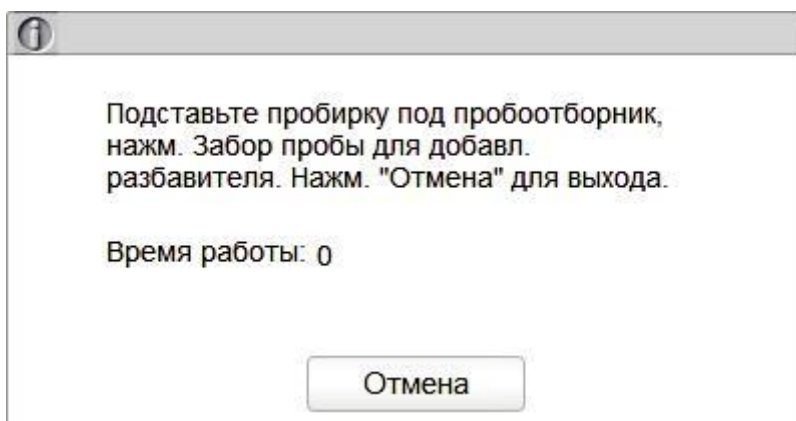 Подставьте пробирку под пробоотборник,
нажм. Забор пробы для добавл.
разбавителя. Нажм. "Отмена" для выхода.
Время работы: 0
Отмена